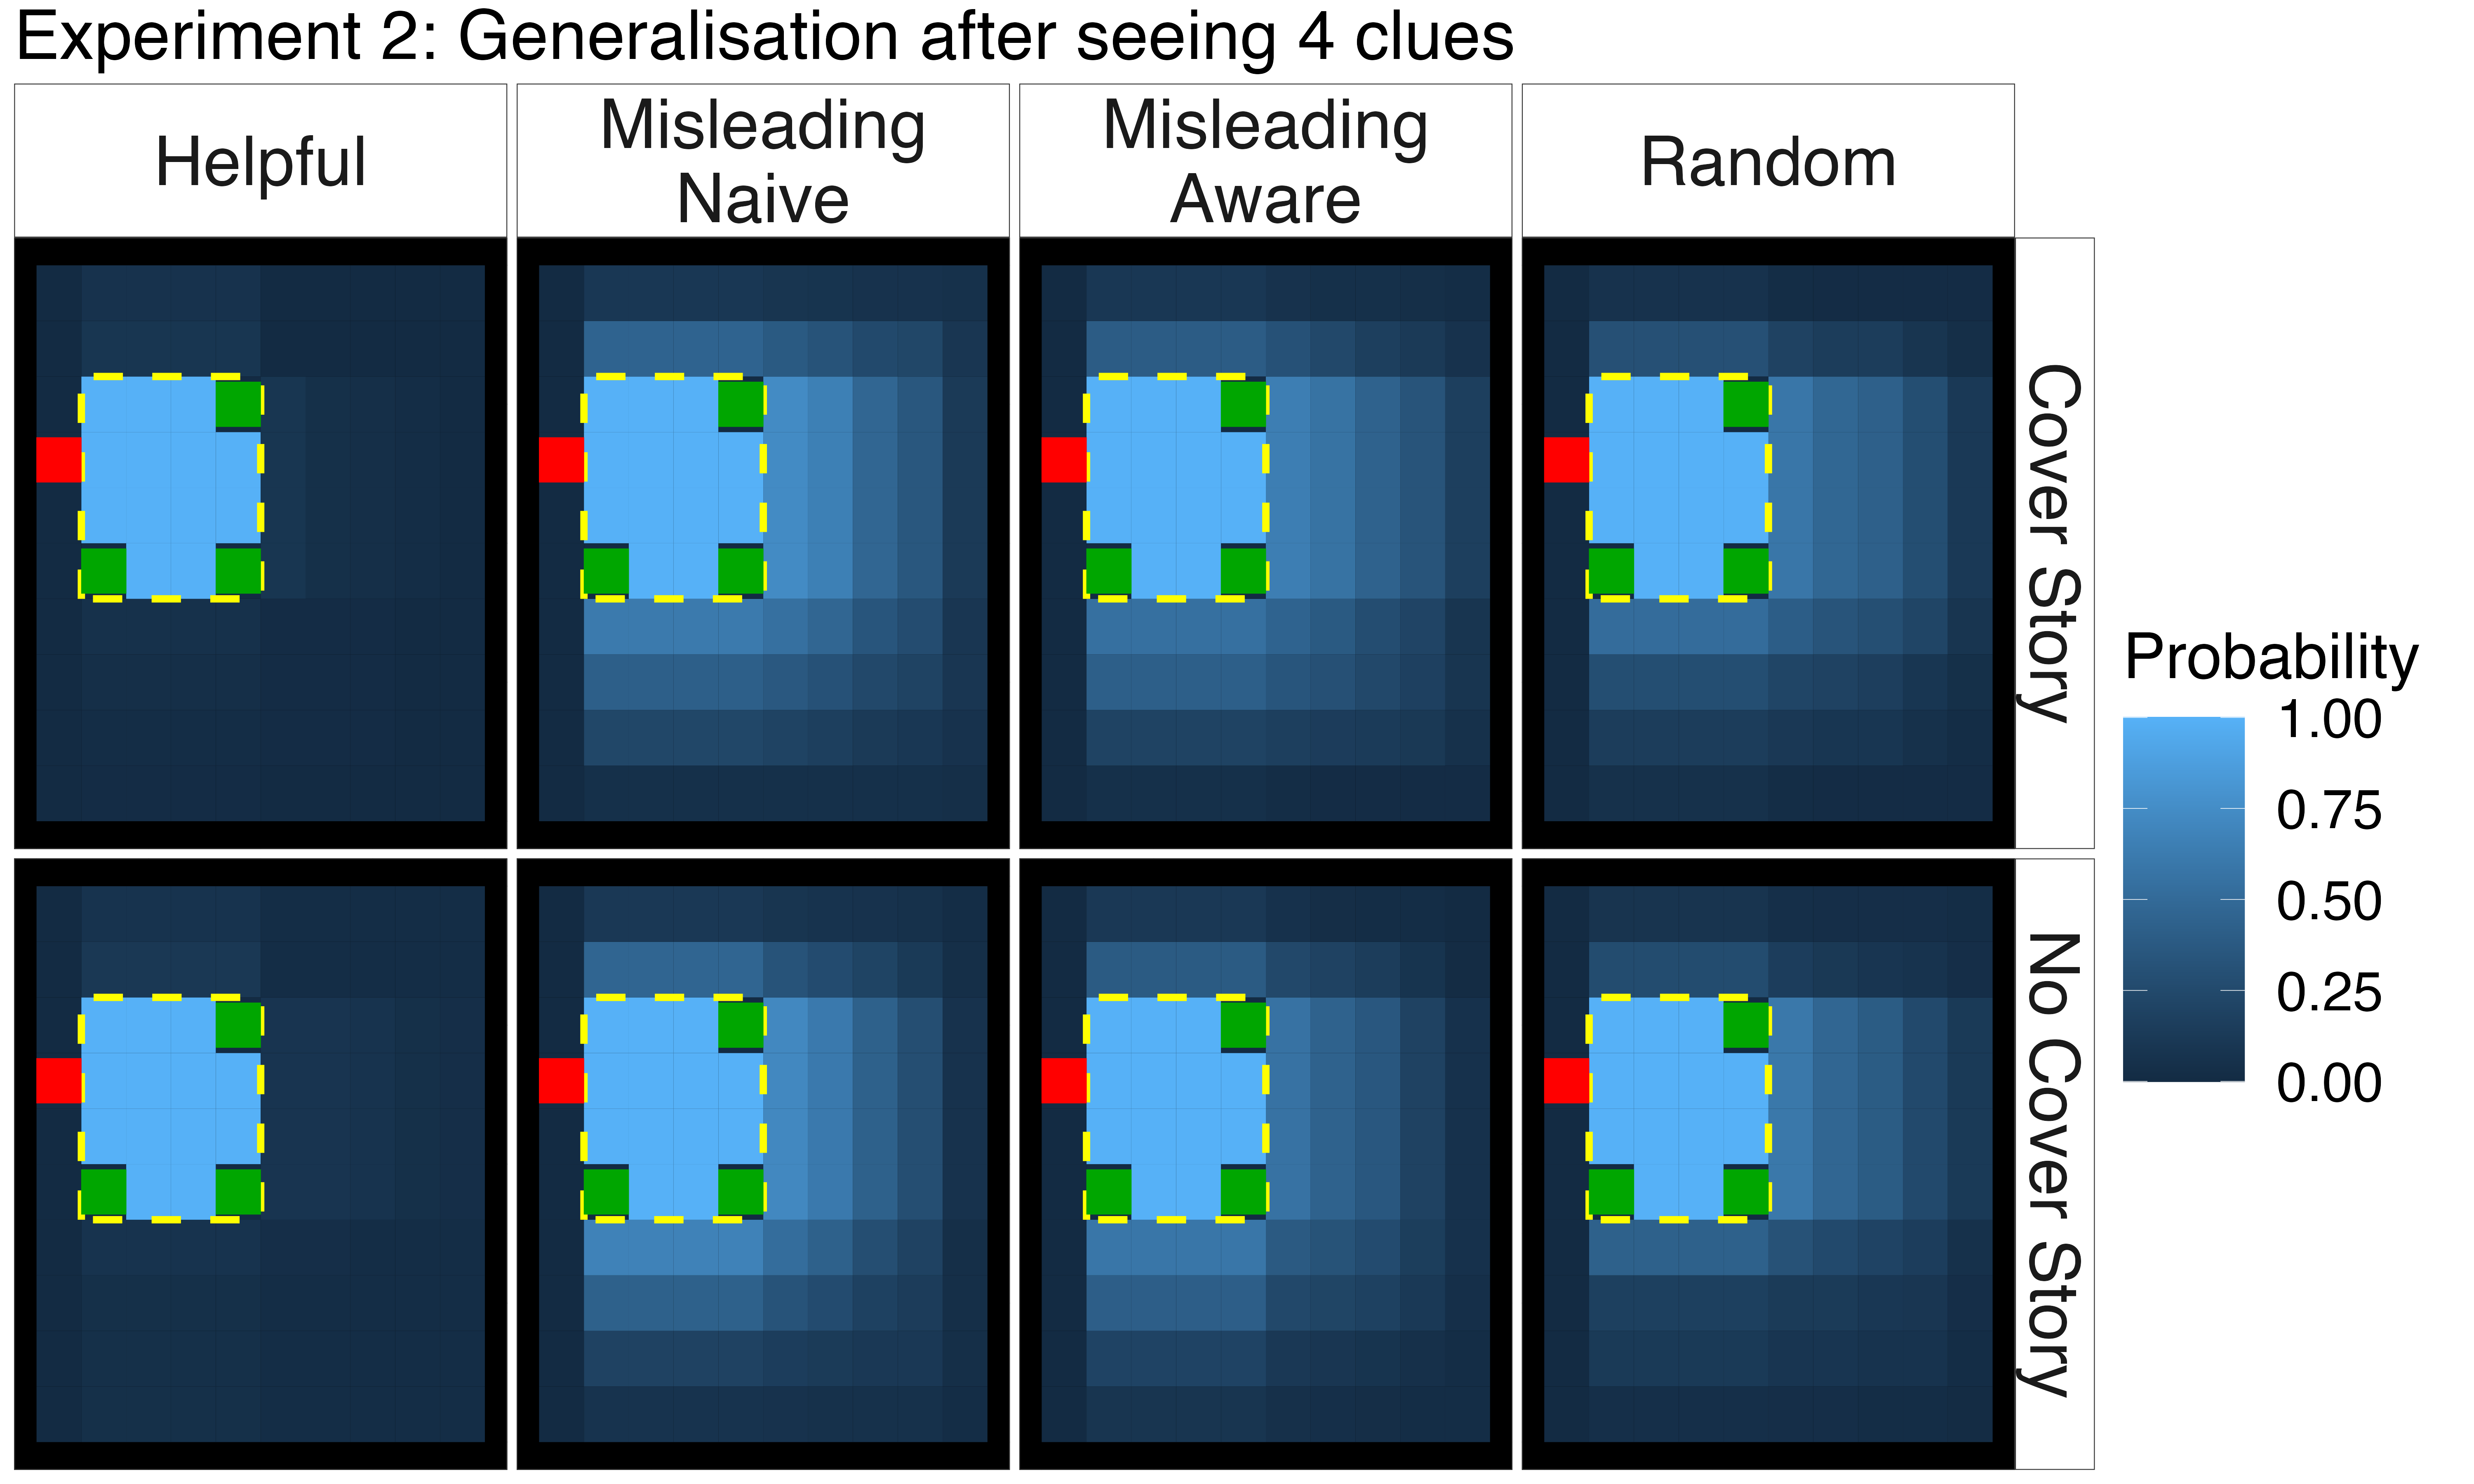 Experiment 2: Generalisation after seeing 4 clues
Helpful
Misleading
Naive
Misleading
Aware
Random
Cover Story
No Cover Story
Probability
1.00
0.75
0.50
0.25
0.00